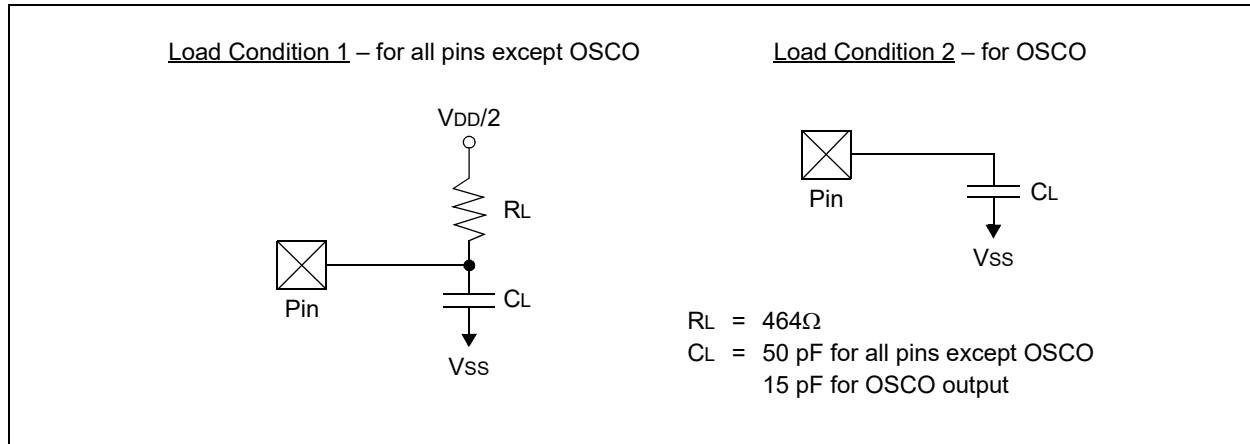 Load Condition 1 – for all pins except OSCO
VDD/2
RL
Pin
CL
VSS
Load Condition 2 – for OSCO
Pin
CL
VSS
RL = 464Ω
CL = 50 pF for all pins except OSCO
15 pF for OSCO output